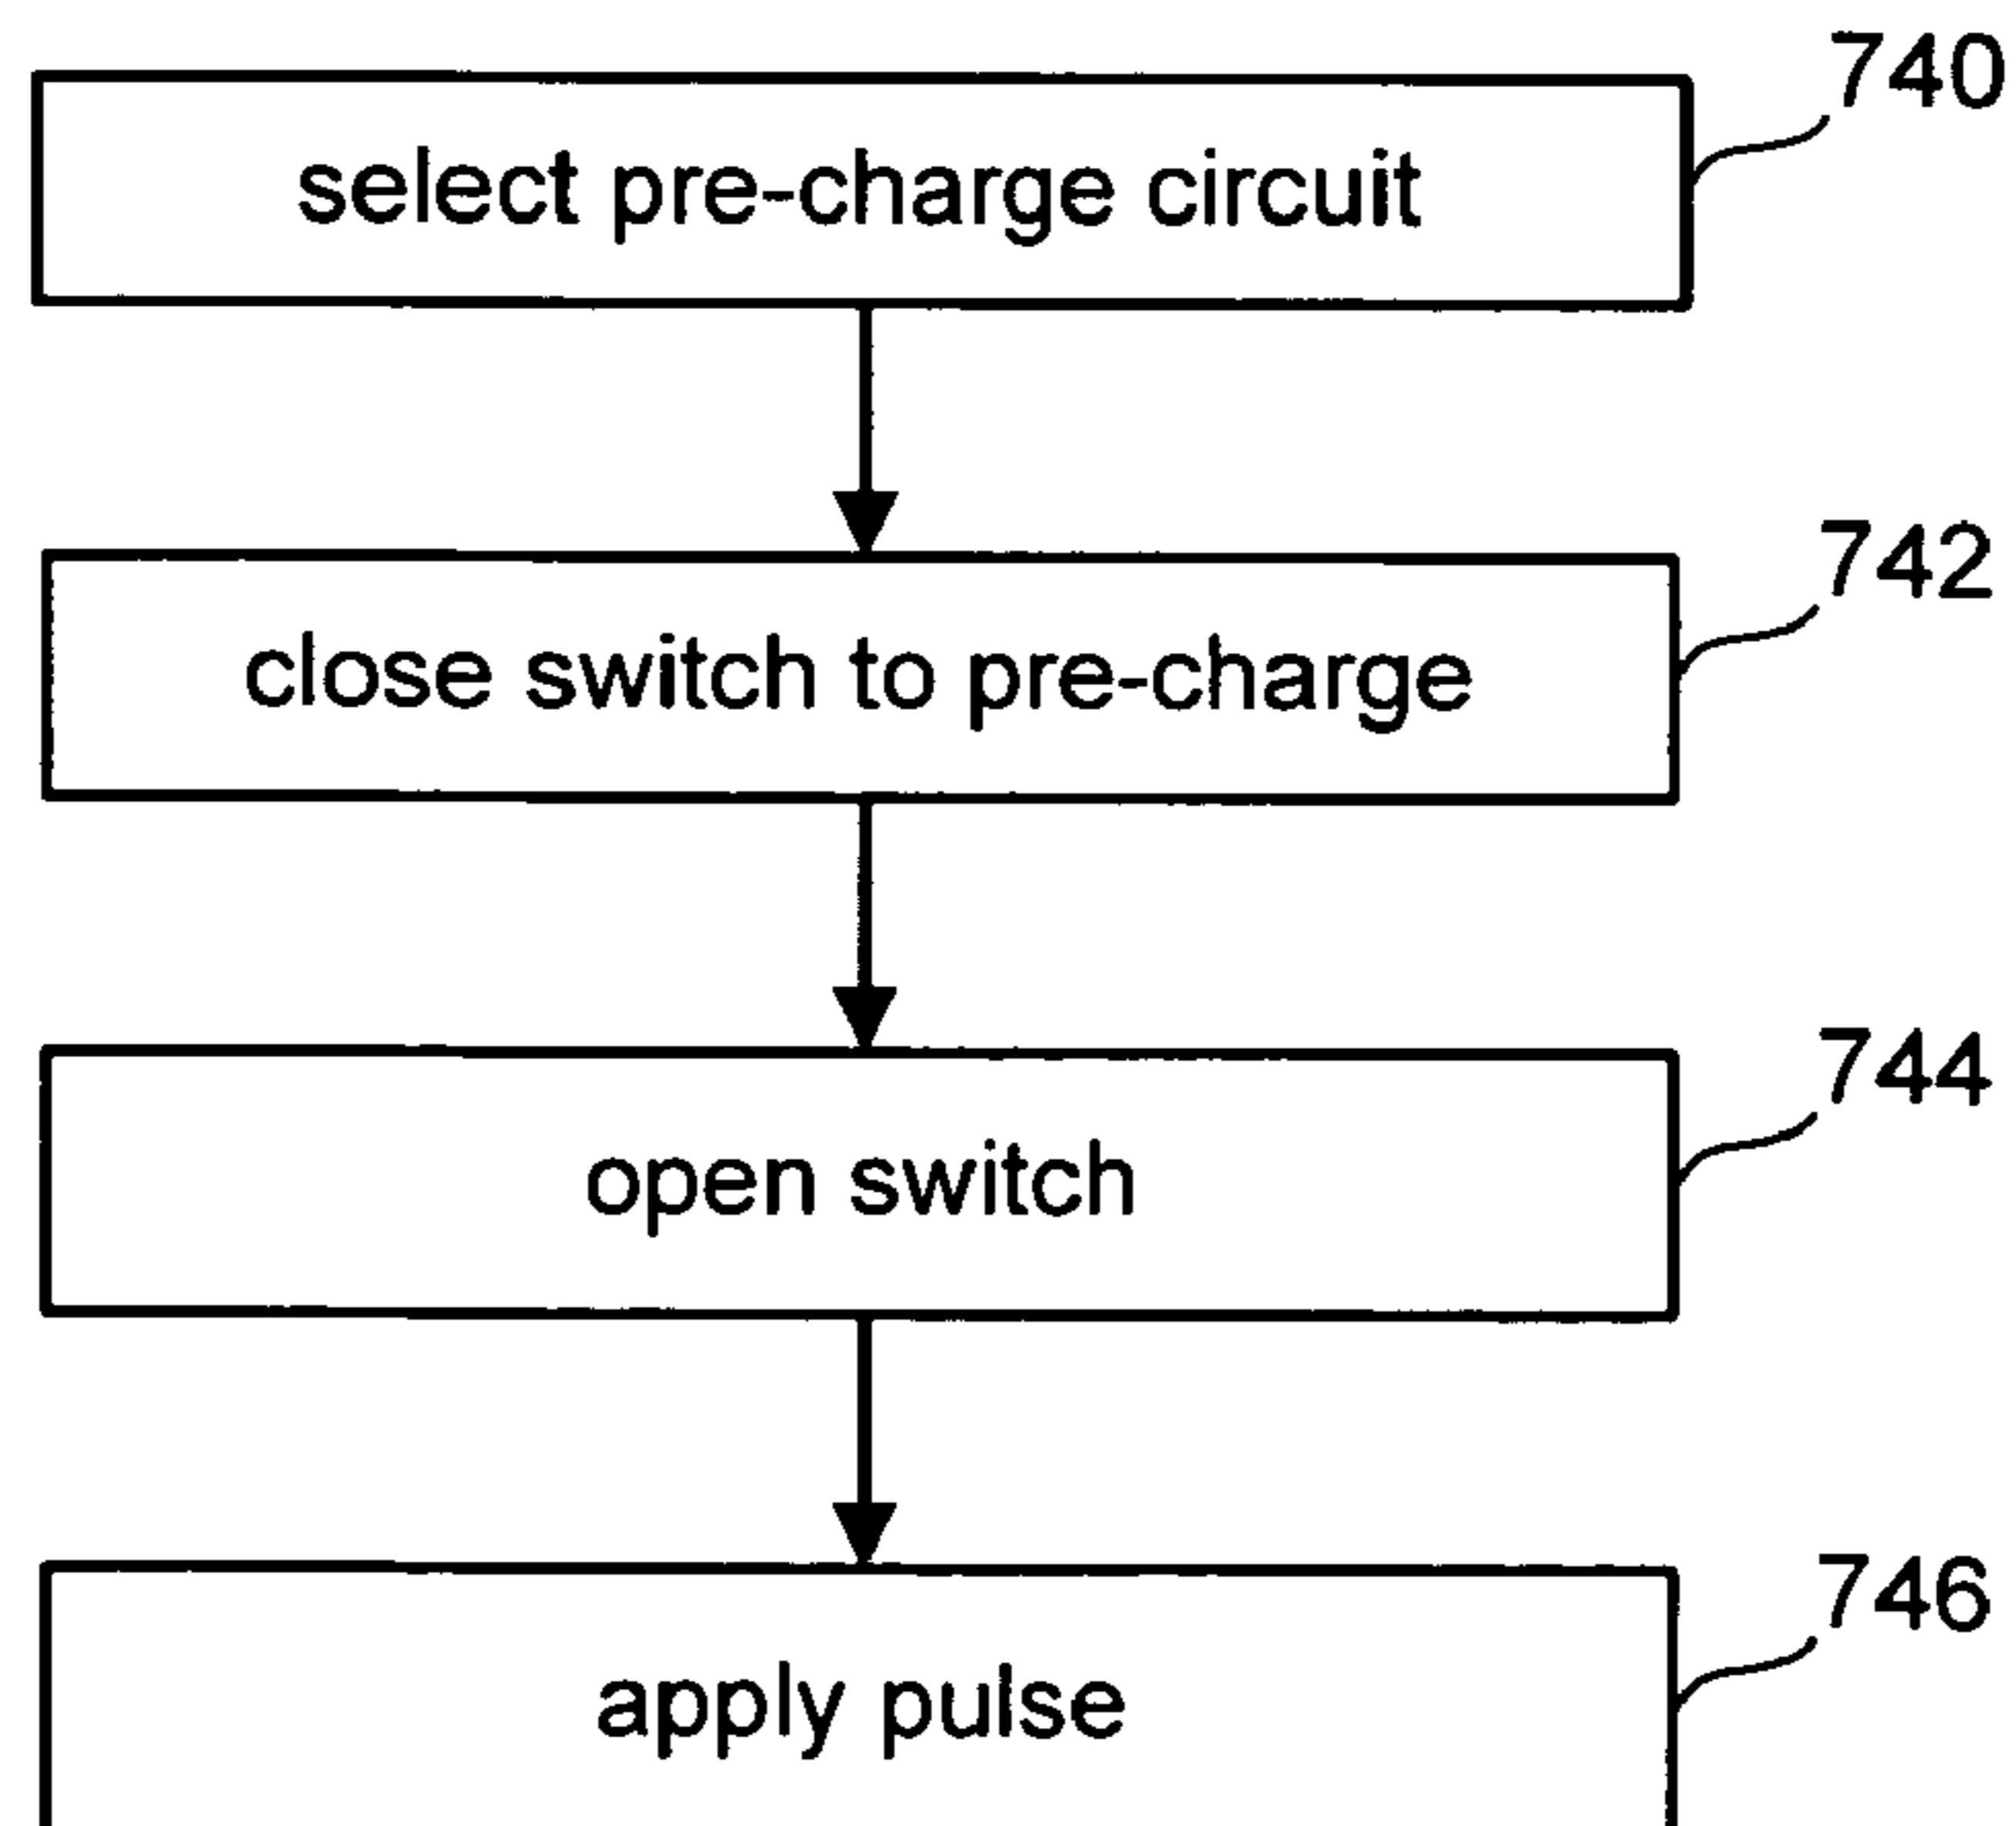 740
select pre-charge circuit
742
close switch to pre-charge
744
open switch
746
apply pulse